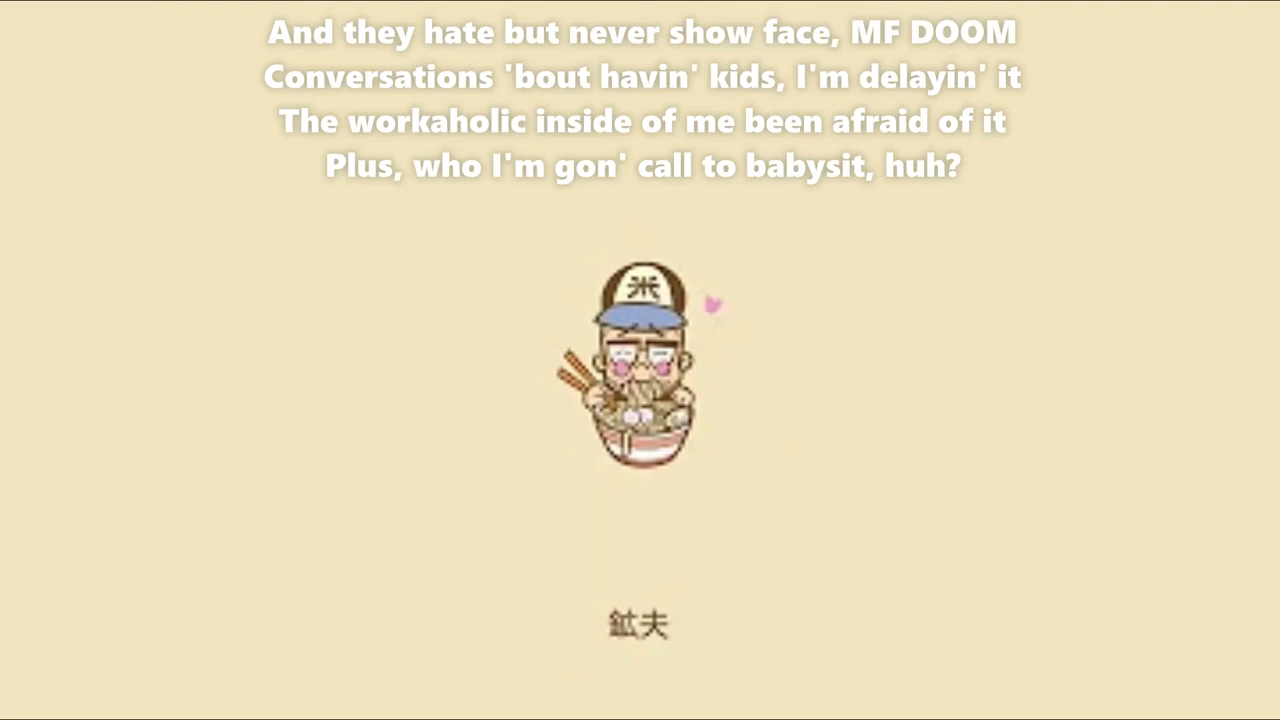 And they hate but never show face, MF DOOM
Conversations 'bout havin' kids, I'm delayin' it
The workaholic inside of me been afraid of it
Plus, who I'm gon' call to babysit, huh?
米
鉱夫